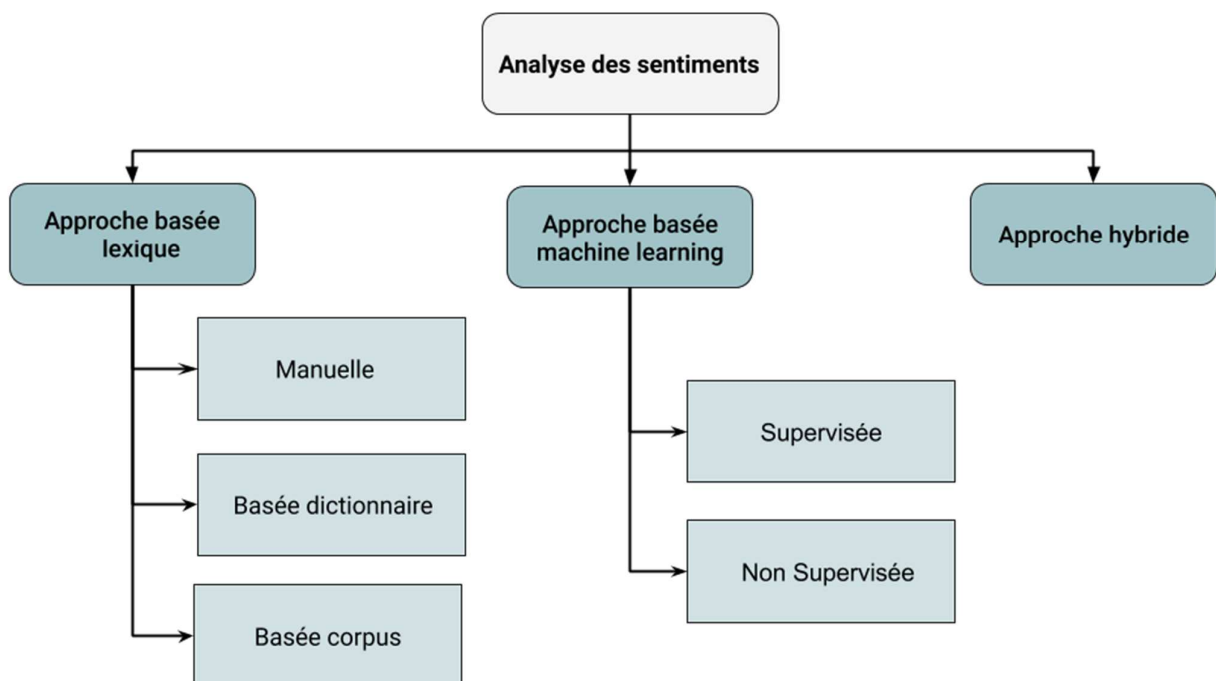 Analyse des sentiments
Approche basée
lexique
Approche basée
machine learning
Approche hybride
Manuelle
Basée dictionnaire
Basée corpus
Supervisée
Non Supervisée